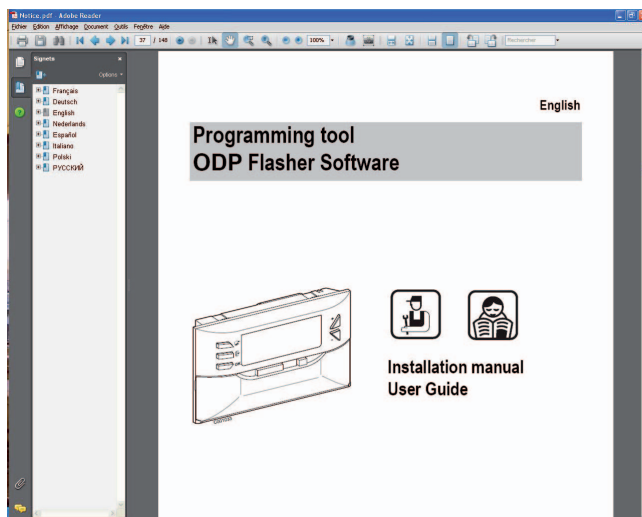 Notice.pdf - Adobe Reader
Fichier Edition Affichage Document Outils Fenêtre Aide
37 / 148 100% Rechercher
Signets
Options
Français
Deutsch
English
Nederlands
Español
Italiano
Polski
РУССКИЙ
English
Programming tool
ODP Flasher Software
Installation manual
User Guide